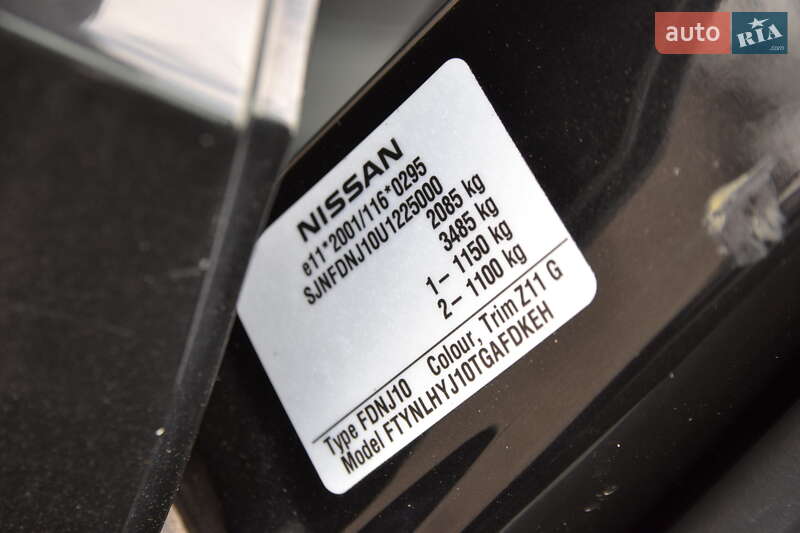 auto
RIA
.com
NISSAN
e11*2001/116*0295
SJNFDNJ10U1225000
2085 kg
3485 kg
1– 1150 kg
2– 1100 kg
Type FDNJ10 Colour, Trim Z11 G
Model FTYNLHYJ10TGAFDKEH